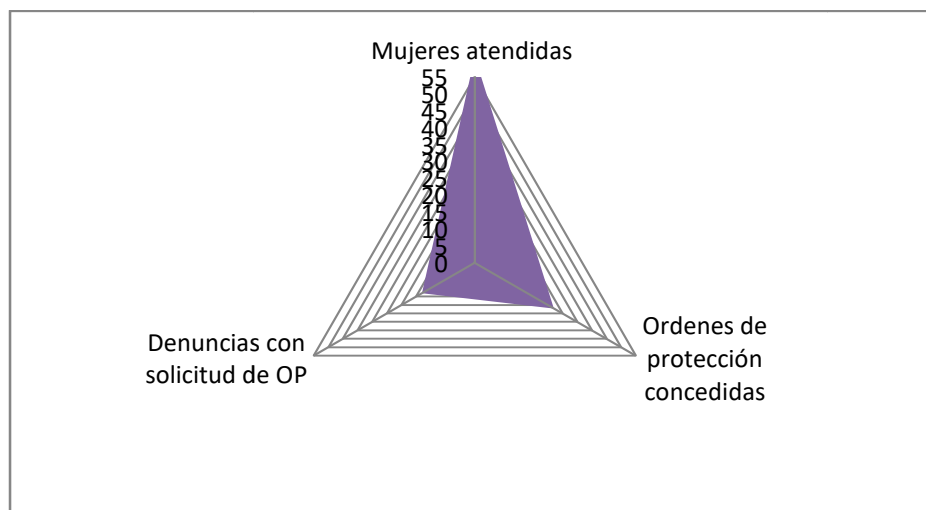 Mujeres atendidas
55
50
45
40
35
30
25
20
15
10
5
0
Ordenes de
protección
concedidas
Denuncias con
solicitud de OP